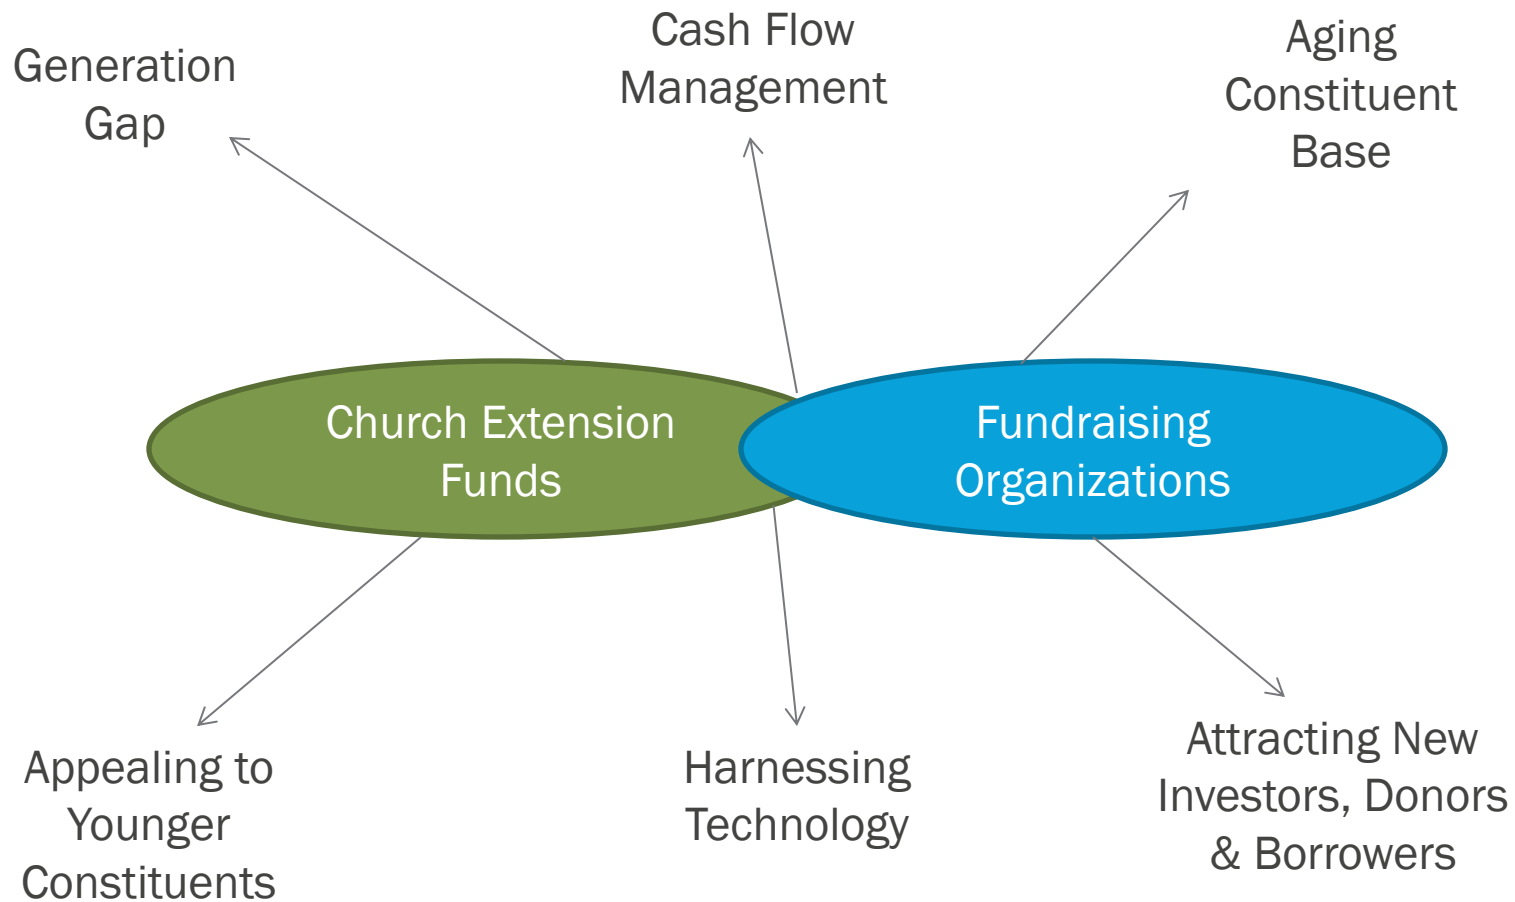 Generation
Gap
Cash Flow
Management
Aging
Constituent
Base
Church Extension
Funds
Fundraising
Organizations
Appealing to
Younger
Constituents
Harnessing
Technology
Attracting New
Investors, Donors
& Borrowers